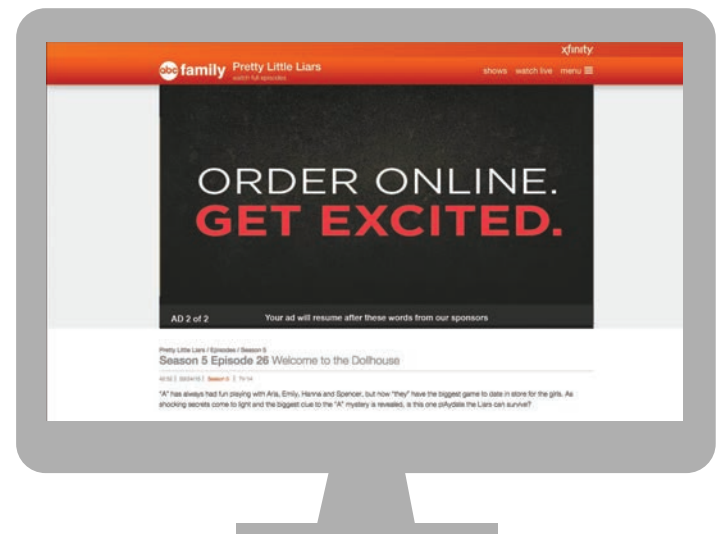 xfinity
abc family Pretty Little Liars
watch full episodes
shows watch live menu
ORDER ONLINE.
GET EXCITED.
AD 2 of 2 Your ad will resume after these words from our sponsors
Pretty Little Liars / Episodes / Season 5
Season 5 Episode 26 Welcome to the Dollhouse
Season 5 | TV-14
"A" has always had fun playing with Aria, Emily, Hanna and Spencer, but now "they" have the biggest game to date in store for the girls. As
shocking secrets come to light and the biggest clue to the "A" mystery is revealed, is this one plAydate the Liars can survive?